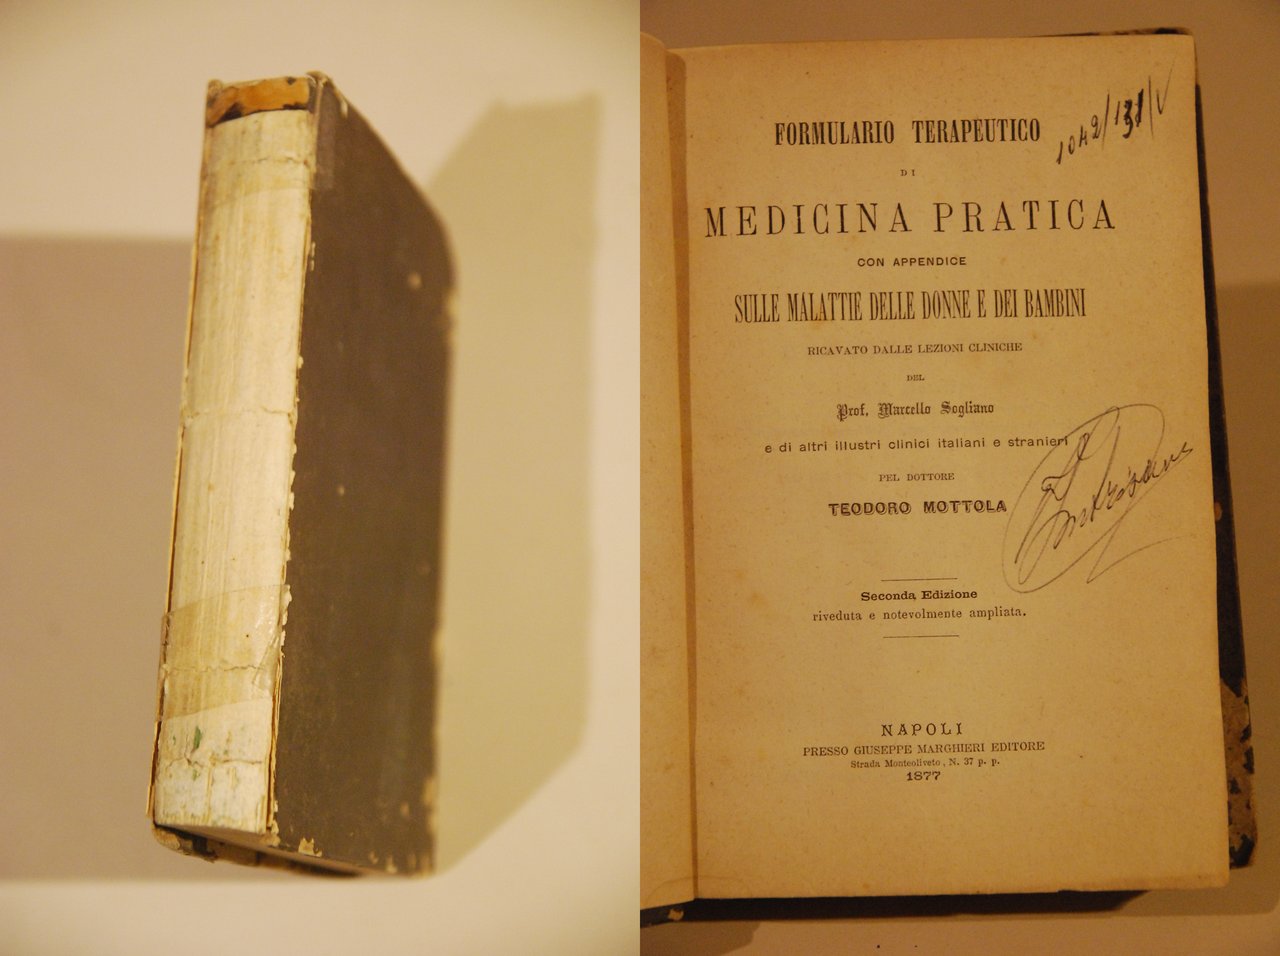 FORMULARIO TERAPEUTICO
1042/131/V
DI
MEDICINA PRATICA
CON APPENDICE
SULLE MALATTIE DELLE DONNE E DEI BAMBINI
RICAVATO DALLE LEZIONI CLINICHE
DEL
Prof. Marcello Sogliano
e di altri illustri clinici italiani e stranieri
PEL DOTTORE
TEODORO MOTTOLA
Seconda Edizione
riveduta e notevolmente ampliata.
NAPOLI
PRESSO GIUSEPPE MARGHIERI EDITORE
Strada Monteoliveto, N. 37 p. p.
1877